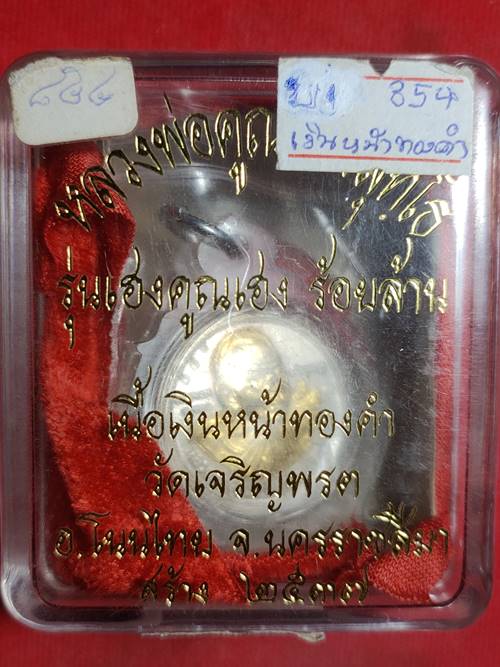 ๘๕๔
854
เงินหน้าทองคำ
หลวงพ่อคูณ
รุ่นเฮงคูณเฮง ร้อยล้าน
เนื้อเงินหน้าทองคำ
วัดเจริญพรต
อ.โนนไทย จ.นครราชสีมา
สร้าง ๒๕๓๗